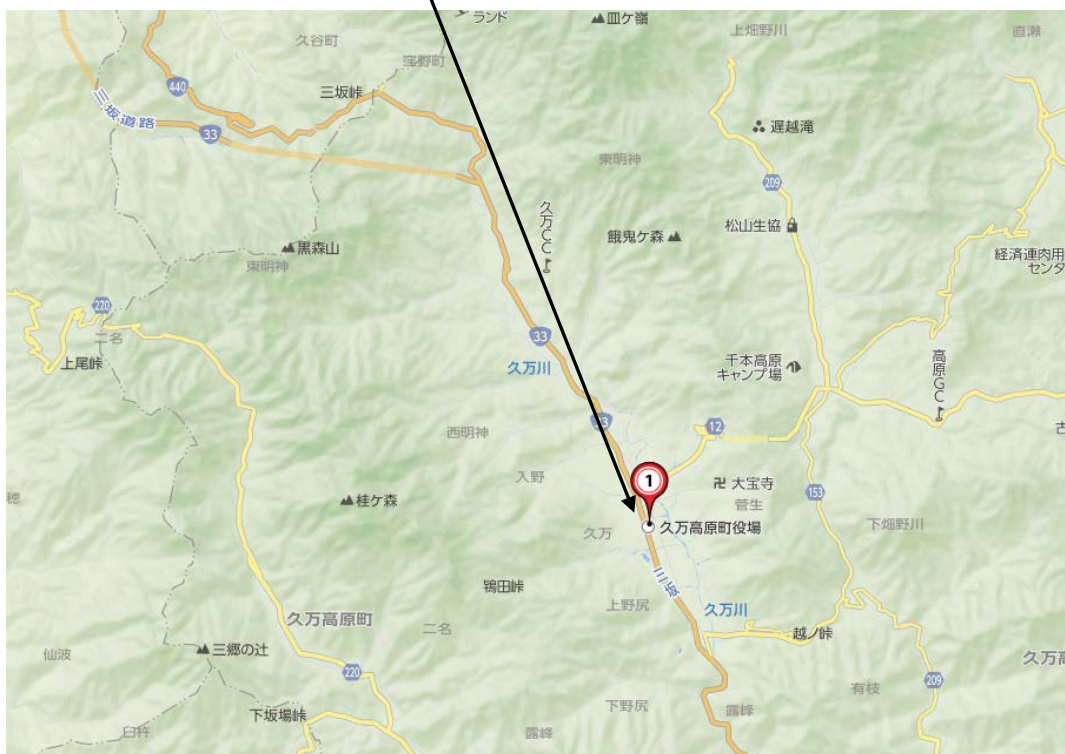 ランド
皿ケ嶺
久谷町
上畑野川
直瀬
窪野町
440
三坂峠
三坂道路
33
遅越滝
東明神
209
久万CC
松山生協
餓鬼ケ森
黒森山
東明神
経済連肉用
センタ
220
二名
33
上尾峠
久万川
千本高原
キャンプ場
高原GC
33
12
西明神
古
入野
1
大宝寺
穂
桂ケ森
菅生
153
久万高原町役場
下畑野川
久万
三坂
鴇田峠
上野尻
久万川
久万高原町
二名
越ノ峠
三郷の辻
仙波
久万高
220
209
有枝
下坂場峠
下野尻
露峰
臼杵
露峰